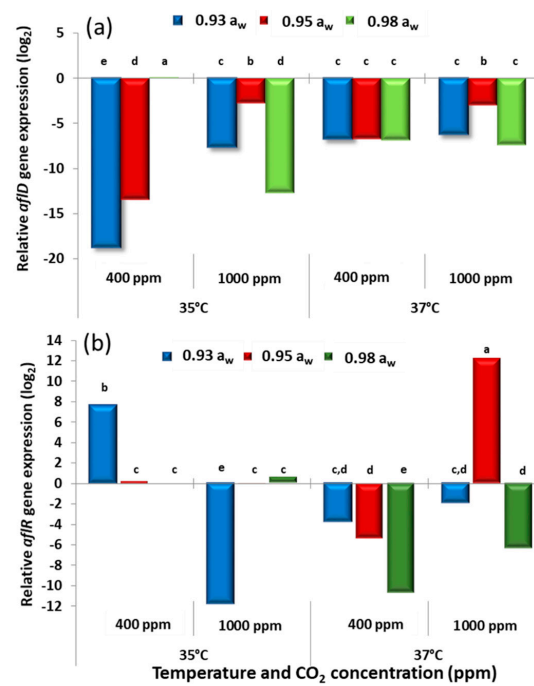 (a)
0.93 aw 0.95 aw 0.98 aw
Relative aflD gene expression (log2)
5
0
-5
-10
-15
-20
e d a c b d c c c c b c
400 ppm 1000 ppm 400 ppm 1000 ppm
35°C 37°C
(b)
0.93 aw 0.95 aw 0.98 aw
Relative aflR gene expression (log2)
14
12
10
8
6
4
2
0
-2
-4
-6
-8
-10
-12
b c c e c c c,d d e c,d a d
400 ppm 1000 ppm 400 ppm 1000 ppm
35°C 37°C
Temperature and CO2 concentration (ppm)